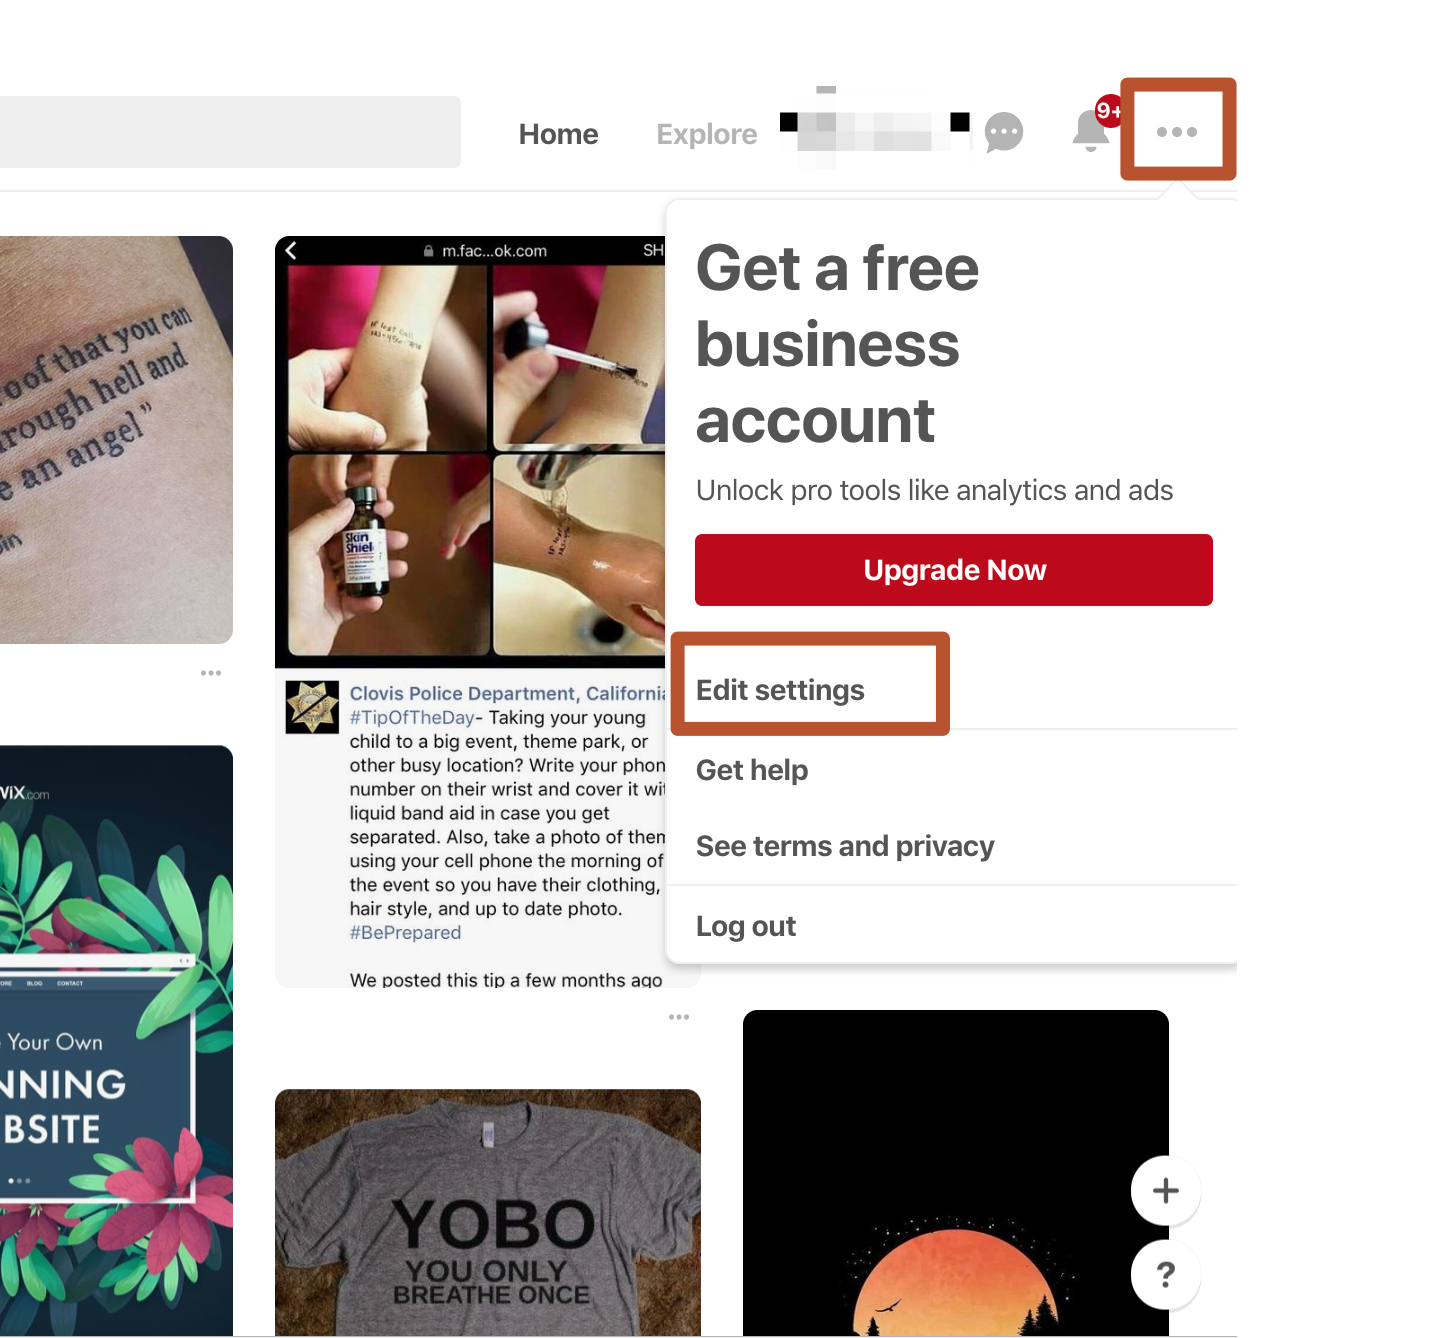 Home
Explore
9+
Get a free
business
account
Unlock pro tools like analytics and ads
Upgrade Now
Edit settings
Get help
See terms and privacy
Log out
that you can
hell and
an angel”
m.fac...ok.com
SH
Skin
Clovis Police Department, California
#TipOfTheDay- Taking your young
child to a big event, theme park, or
other busy location? Write your phon
number on their wrist and cover it wi
liquid band aid in case you get
separated. Also, take a photo of them
using your cell phone the morning of
the event so you have their clothing,
hair style, and up to date photo.
#BePrepared
We posted this tip a few months ago
WiX.com
BLOG
CONTACT
Your Own
NNING
BSITE
YOBO
YOU ONLY
BREATHE ONCE
+
?